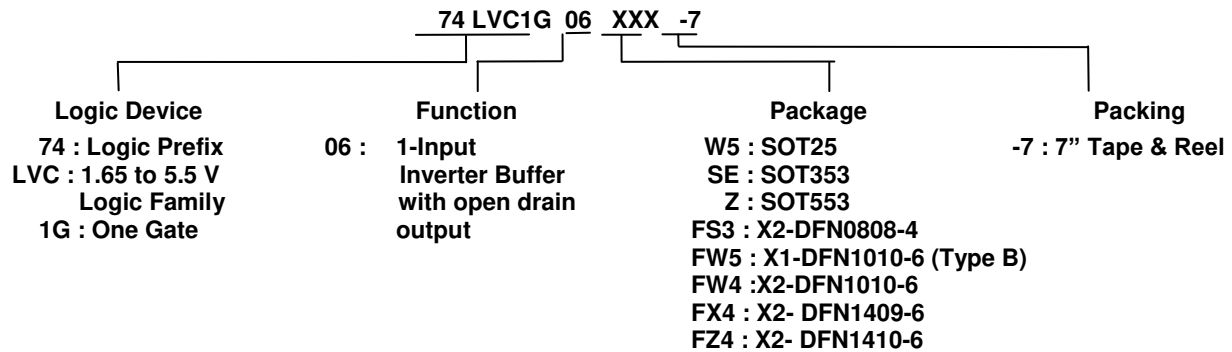 74 LVC1G 06 XXX -7
Logic Device
74 : Logic Prefix
LVC : 1.65 to 5.5 V
Logic Family
1G : One Gate
Function
06 : 1-Input
Inverter Buffer
with open drain
output
Package
W5 : SOT25
SE : SOT353
Z : SOT553
FS3 : X2-DFN0808-4
FW5 : X1-DFN1010-6 (Type B)
FW4 :X2-DFN1010-6
FX4 : X2- DFN1409-6
FZ4 : X2- DFN1410-6
Packing
-7 : 7” Tape & Reel